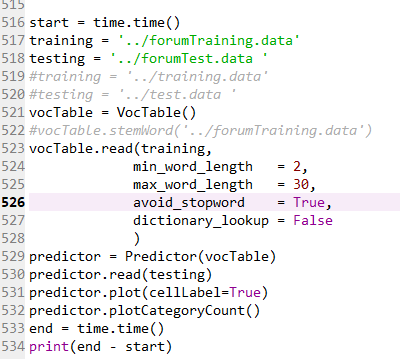 515
516 start = time.time()
517 training = '../forumTraining.data'
518 testing = '../forumTest.data '
519 #training = '../training.data'
520 #testing = '../test.data '
521 vocTable = VocTable()
522 #vocTable.stemWord('../forumTraining.data')
523 vocTable.read(training,
524              min_word_length   = 2,
525              max_word_length   = 30,
526              avoid_stopword    = True,
527              dictionary_lookup = False
528              )
529 predictor = Predictor(vocTable)
530 predictor.read(testing)
531 predictor.plot(cellLabel=True)
532 predictor.plotCategoryCount()
533 end = time.time()
534 print(end - start)